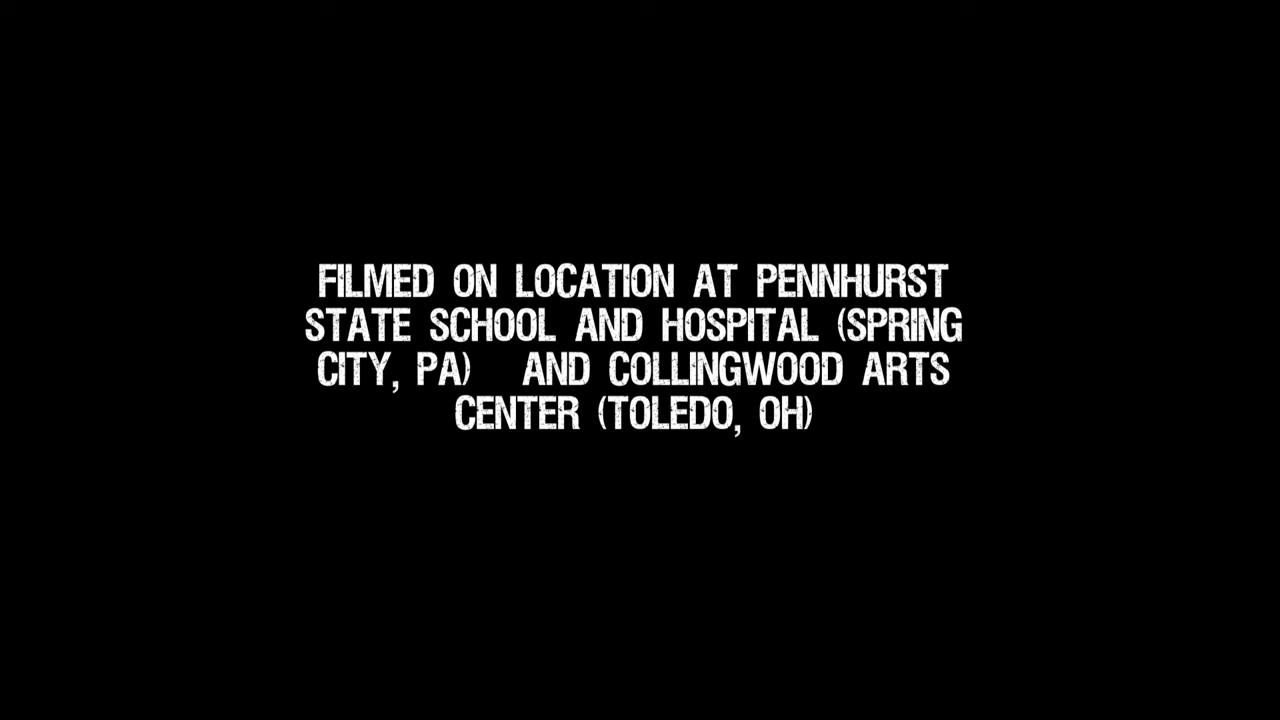 FILMED ON LOCATION AT PENNHURST
STATE SCHOOL AND HOSPITAL (SPRING
CITY, PA) AND COLLINGWOOD ARTS
CENTER (TOLEDO, OH)